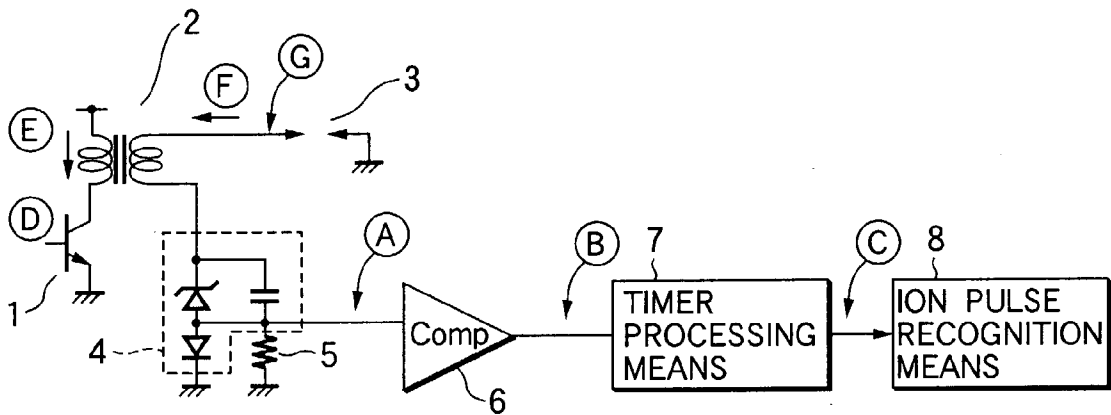 2
G
F
3
E
D
1
A
B
7
C
8
TIMER
PROCESSING
MEANS
ION PULSE
RECOGNITION
MEANS
Comp
4
5
6